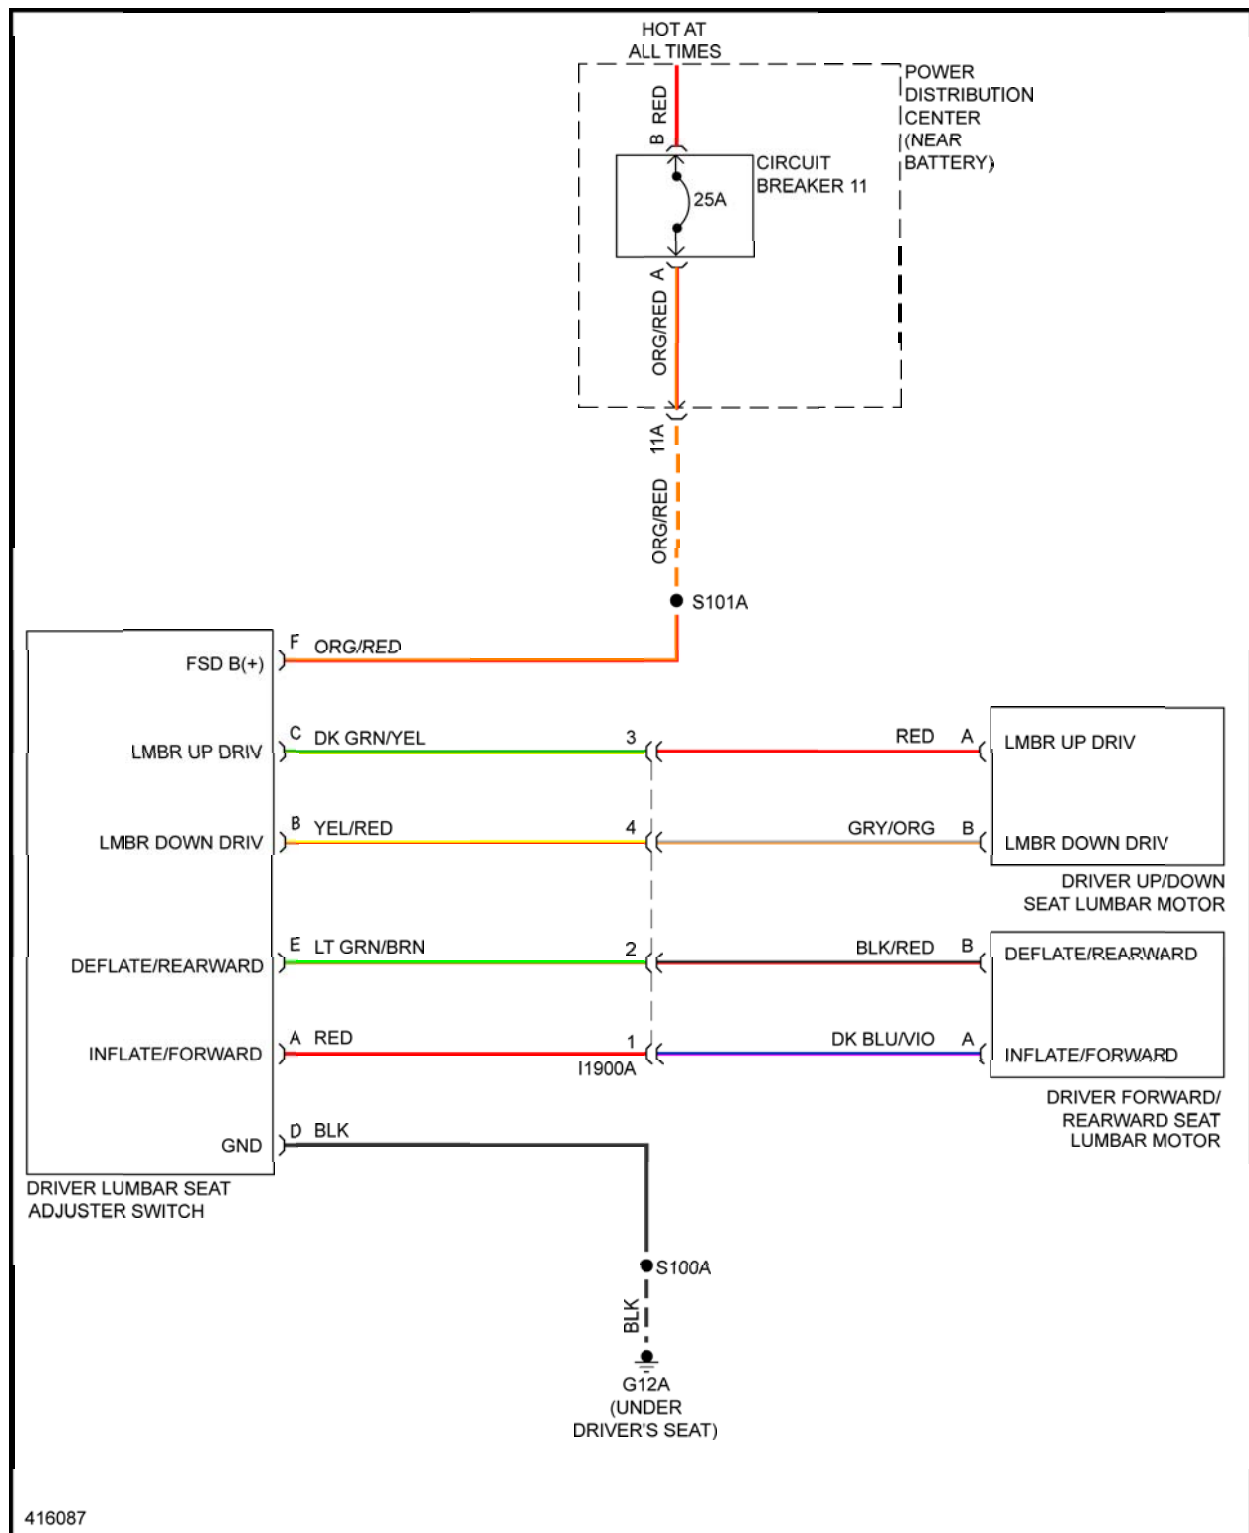 HOT AT
ALL TIMES
POWER
DISTRIBUTION
CENTER
(NEAR
BATTERY)
B RED
CIRCUIT
BREAKER 11
25A
A
ORG/RED
11A
ORG/RED
S101A
F ORG/RED
FSD B(+)
C DK GRN/YEL 3 RED A
LMBR UP DRIV LMBR UP DRIV
B YEL/RED 4 GRY/ORG B
LMBR DOWN DRIV LMBR DOWN DRIV
DRIVER UP/DOWN
SEAT LUMBAR MOTOR
E LT GRN/BRN 2 BLK/RED B
DEFLATE/REARWARD DEFLATE/REARWARD
A RED 1 DK BLU/VIO A
INFLATE/FORWARD INFLATE/FORWARD
I1900A
DRIVER FORWARD/
REARWARD SEAT
LUMBAR MOTOR
D BLK
GND
DRIVER LUMBAR SEAT
ADJUSTER SWITCH
S100A
BLK
G12A
(UNDER
DRIVER'S SEAT)
416087